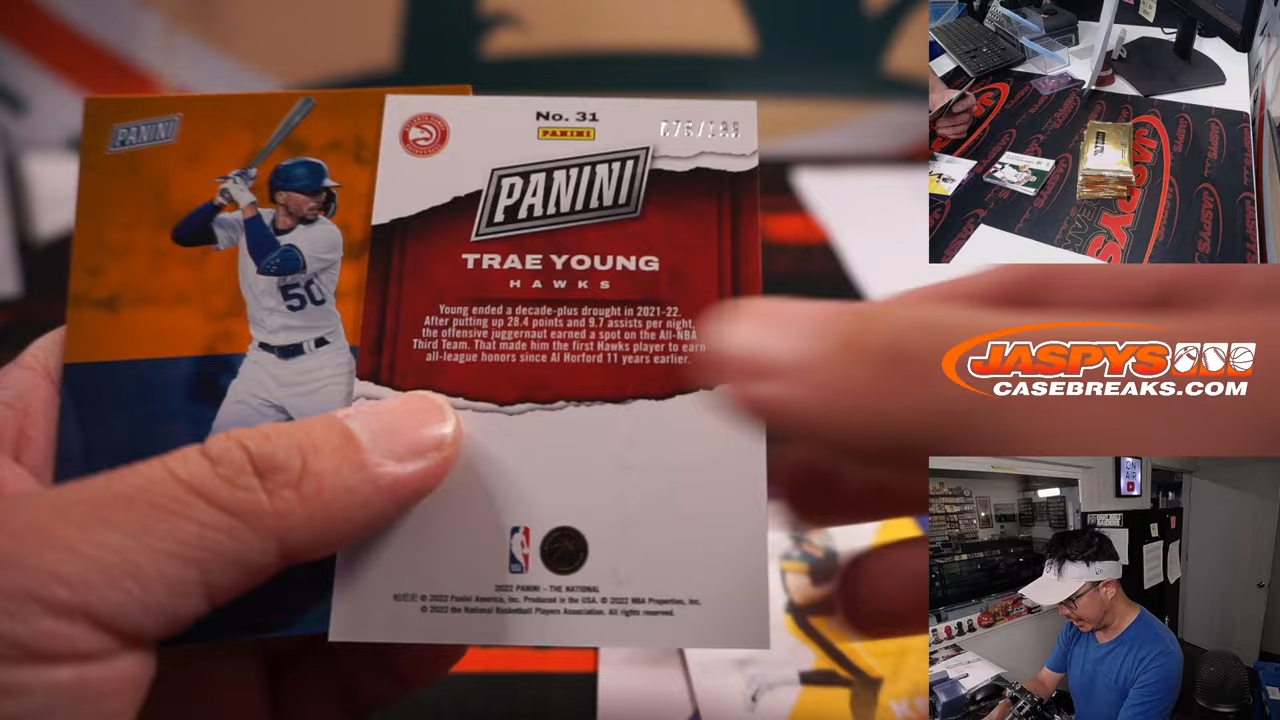 PANINI
No. 31
PANINI
PANINI
TRAE YOUNG
HAWKS
Young ended a decade-plus drought in 2021-22.
After putting up 28.4 points and 9.7 assists per night,
the offensive juggernaut earned a spot on the All-NBA
Third Team. That made him the first Hawks player to earn
all-league honors since Al Horford 11 years earlier.
50
2022 PANINI – THE NATIONAL
© 2022 Panini America, Inc. Produced in the USA. © 2022 NBA Properties, Inc.
© 2022 the National Basketball Players Association. All rights reserved.
JASPYS
JASPYS
CASEBREAKS.COM
ON
AIR